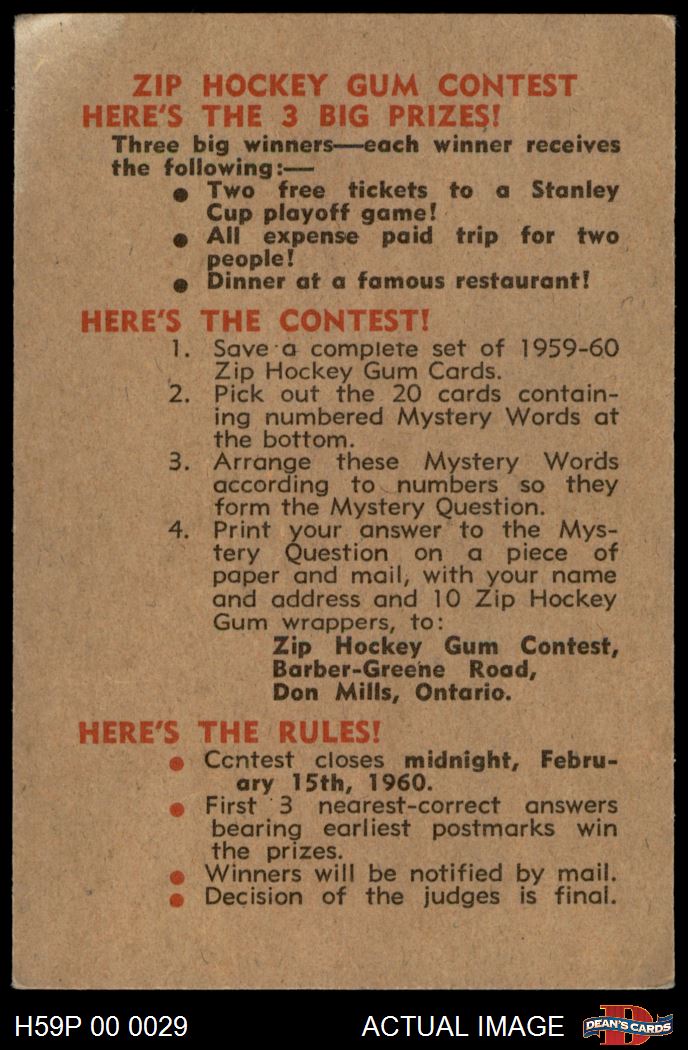 ZIP HOCKEY GUM CONTEST
HERE'S THE 3 BIG PRIZES!
Three big winners—each winner receives
the following:—
● Two free tickets to a Stanley
Cup playoff game!
● All expense paid trip for two
people!
● Dinner at a famous restaurant!
HERE'S THE CONTEST!
1. Save a complete set of 1959-60
Zip Hockey Gum Cards.
2. Pick out the 20 cards contain-
ing numbered Mystery Words at
the bottom.
3. Arrange these Mystery Words
according to numbers so they
form the Mystery Question.
4. Print your answer to the Mys-
tery Question on a piece of
paper and mail, with your name
and address and 10 Zip Hockey
Gum wrappers, to:
Zip Hockey Gum Contest,
Barber-Greene Road,
Don Mills, Ontario.
HERE'S THE RULES!
● Contest closes midnight, Febru-
ary 15th, 1960.
● First 3 nearest-correct answers
bearing earliest postmarks win
the prizes.
● Winners will be notified by mail.
● Decision of the judges is final.
H59P 00 0029
ACTUAL IMAGE
D
DEAN'S CARDS